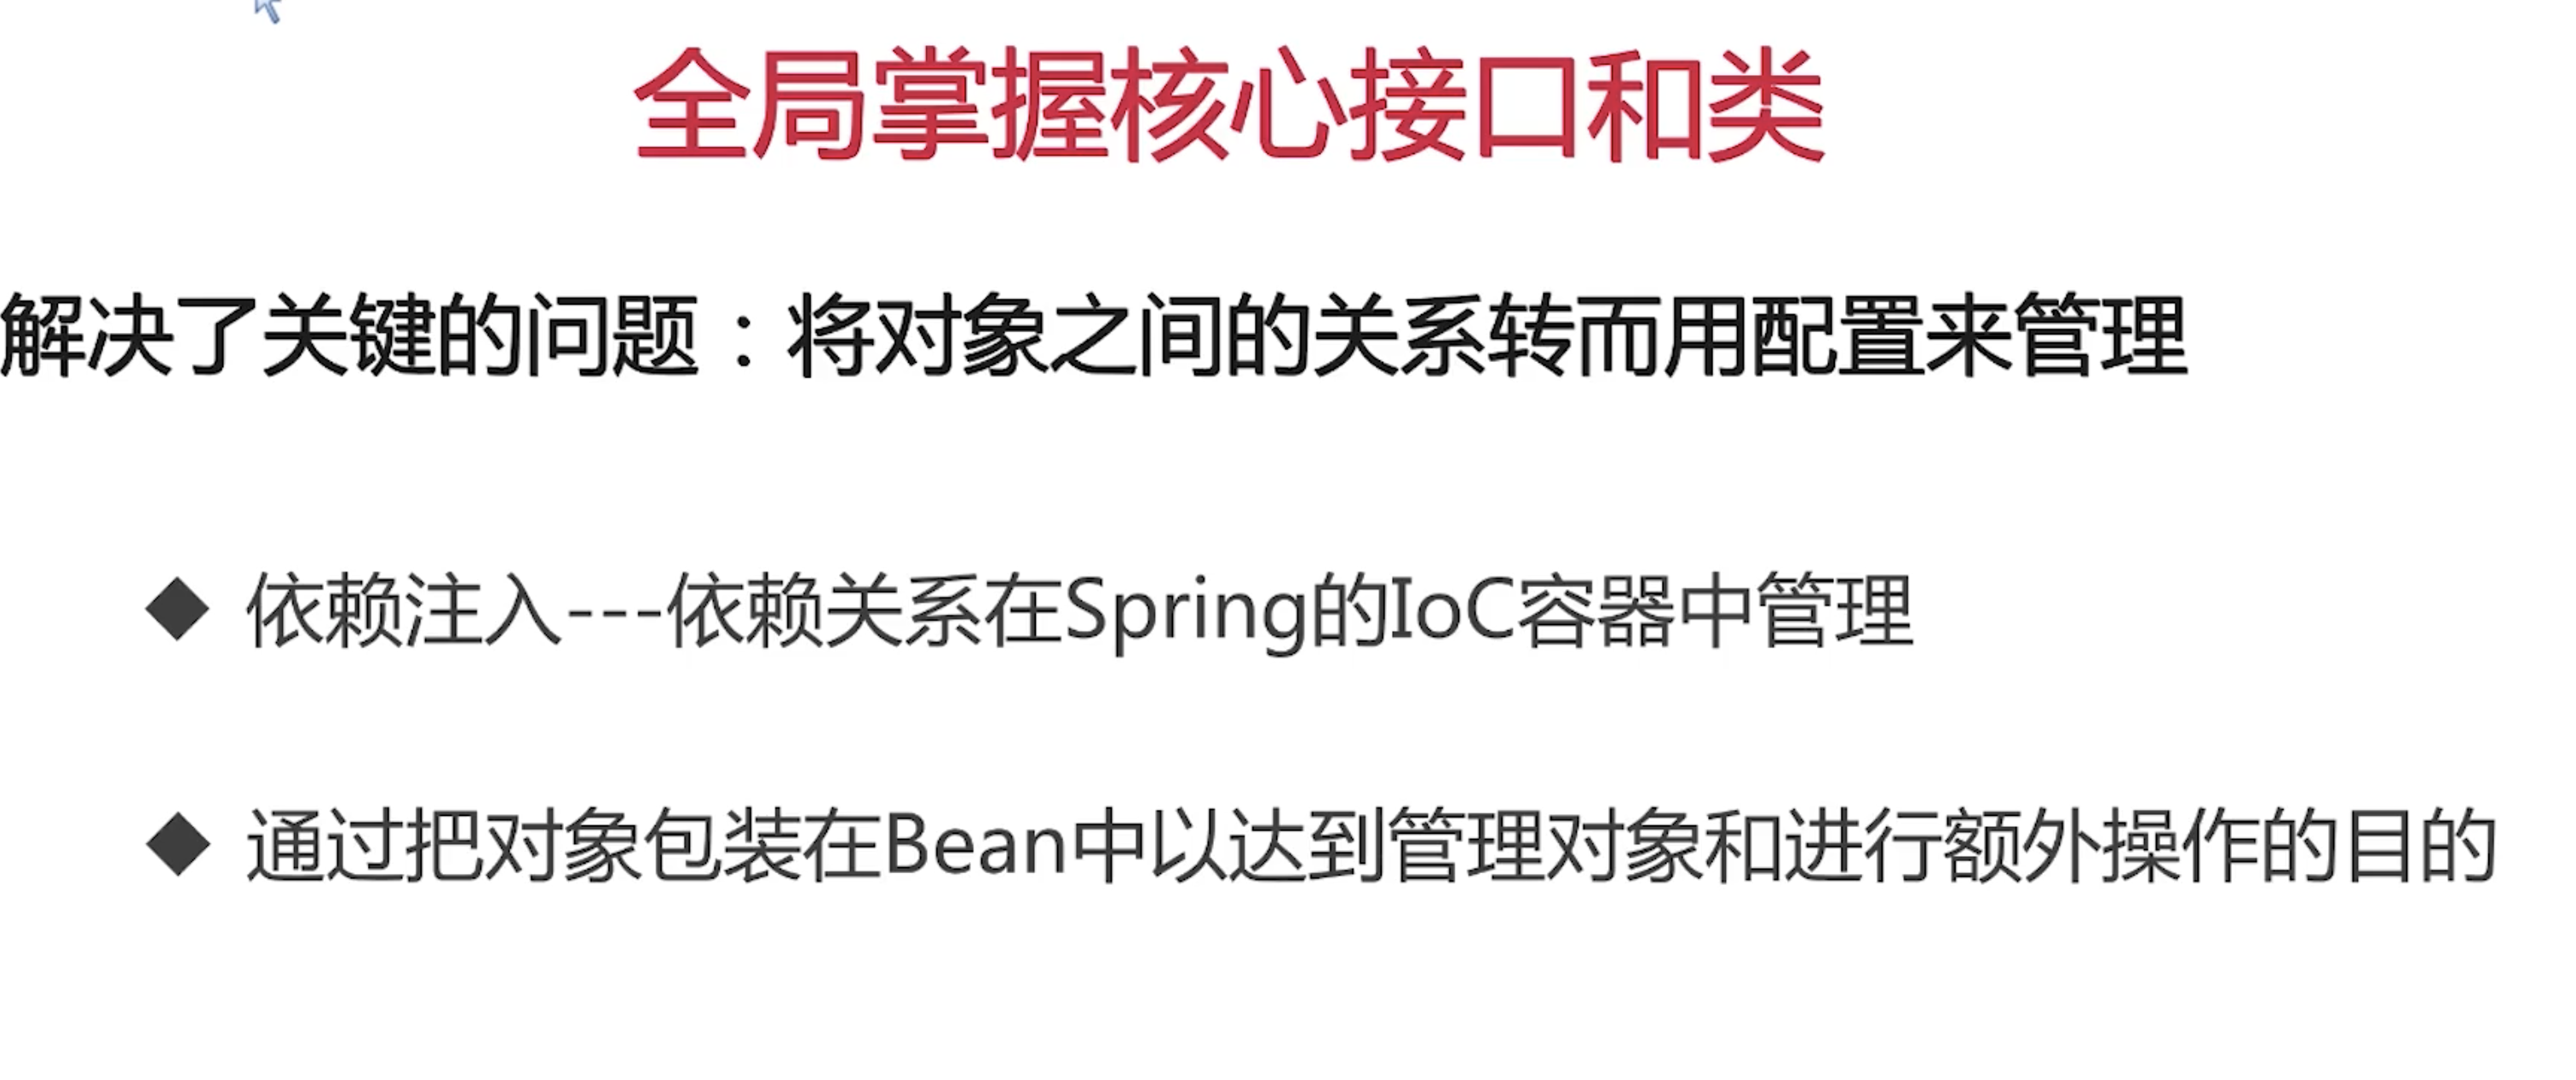 全局掌握核心接口和类
解决了关键的问题：将对象之间的关系转而用配置来管理
◆ 依赖注入---依赖关系在Spring的IoC容器中管理
◆ 通过把对象包装在Bean中以达到管理对象和进行额外操作的目的